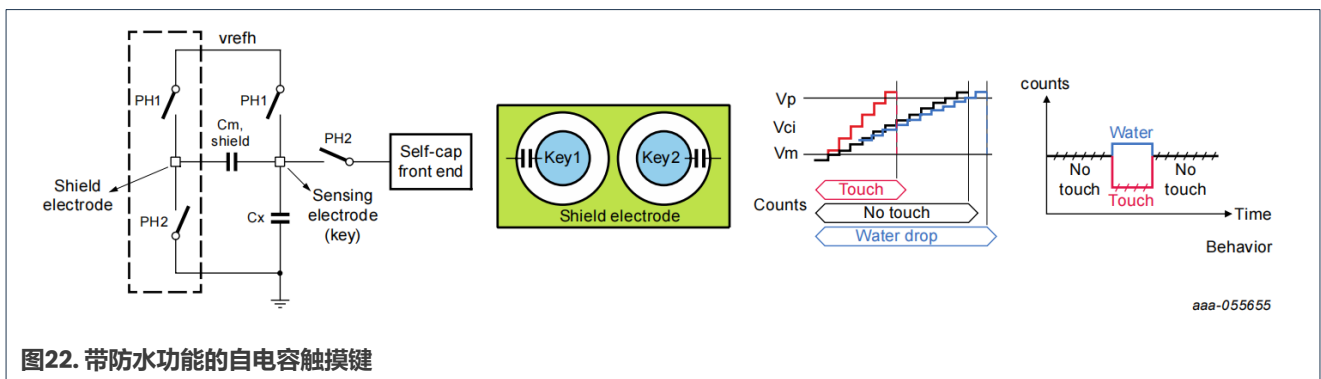 vrefh
PH1
PH1
Cm,
shield
PH2
Self-cap
front end
Shield
electrode
Sensing
electrode
(key)
PH2
Cx
Key1
Key2
Shield electrode
Vp
Vci
Vm
Touch
Counts
No touch
Water drop
counts
Water
No
touch
Touch
No
touch
Time
Behavior
aaa-055655
图22. 带防水功能的自电容触摸键